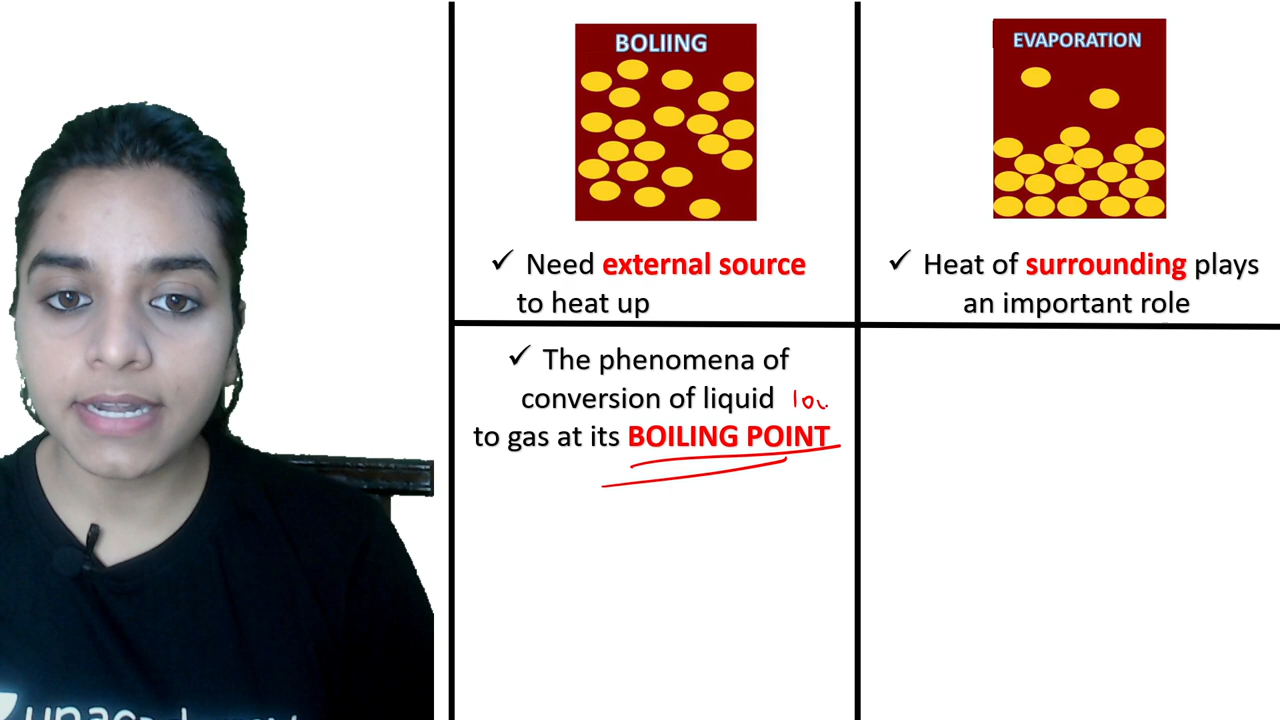 BOLIING
EVAPORATION
✓ Need external source
to heat up
✓ Heat of surrounding plays
an important role
✓ The phenomena of
conversion of liquid
to gas at its BOILING POINT